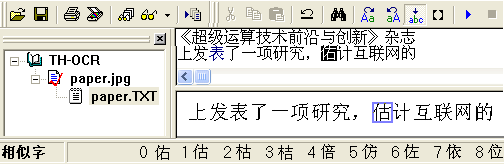 TH-OCR
paper.jpg
paper.TXT
《超级运算技术前沿与创新》杂志
上发表了一项研究，估计互联网的
上发表了一项研究，估计互联网的
相似字 0 佑 1 估 2 枯 3 桔 4 倍 5 仿 6 佐 7 依 8 位